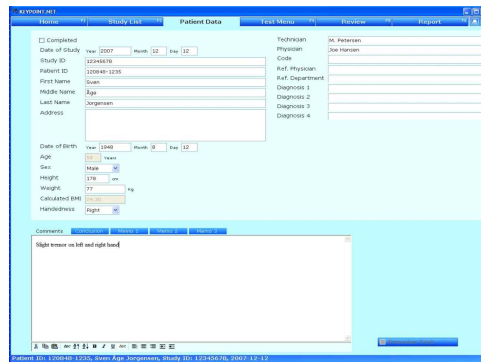 KEYPOINT.NET
Home Study List Patient Data Test Menu Review Report
Completed
Date of Study Year 2007 Month 12 Day 12
Study ID 12345678
Patient ID 120848-1235
First Name Sven
Middle Name Åge
Last Name Jorgensen
Address
Date of Birth Year 1948 Month 8 Day 12
Age Years
Sex Male
Height 178 cm
Weight 77 Kg
Calculated BMI 24.30
Handedness Right
Technician M. Petersen
Physician Joe Hansen
Code
Ref. Physician
Ref. Department
Diagnosis 1
Diagnosis 2
Diagnosis 3
Diagnosis 4
Comments Conclusion Memo 1 Memo 2 Memo 3
Slight tremor on left and right hand
Patient ID: 120848-1235, Sven Åge Jorgensen, Study ID: 12345678, 2007-12-12